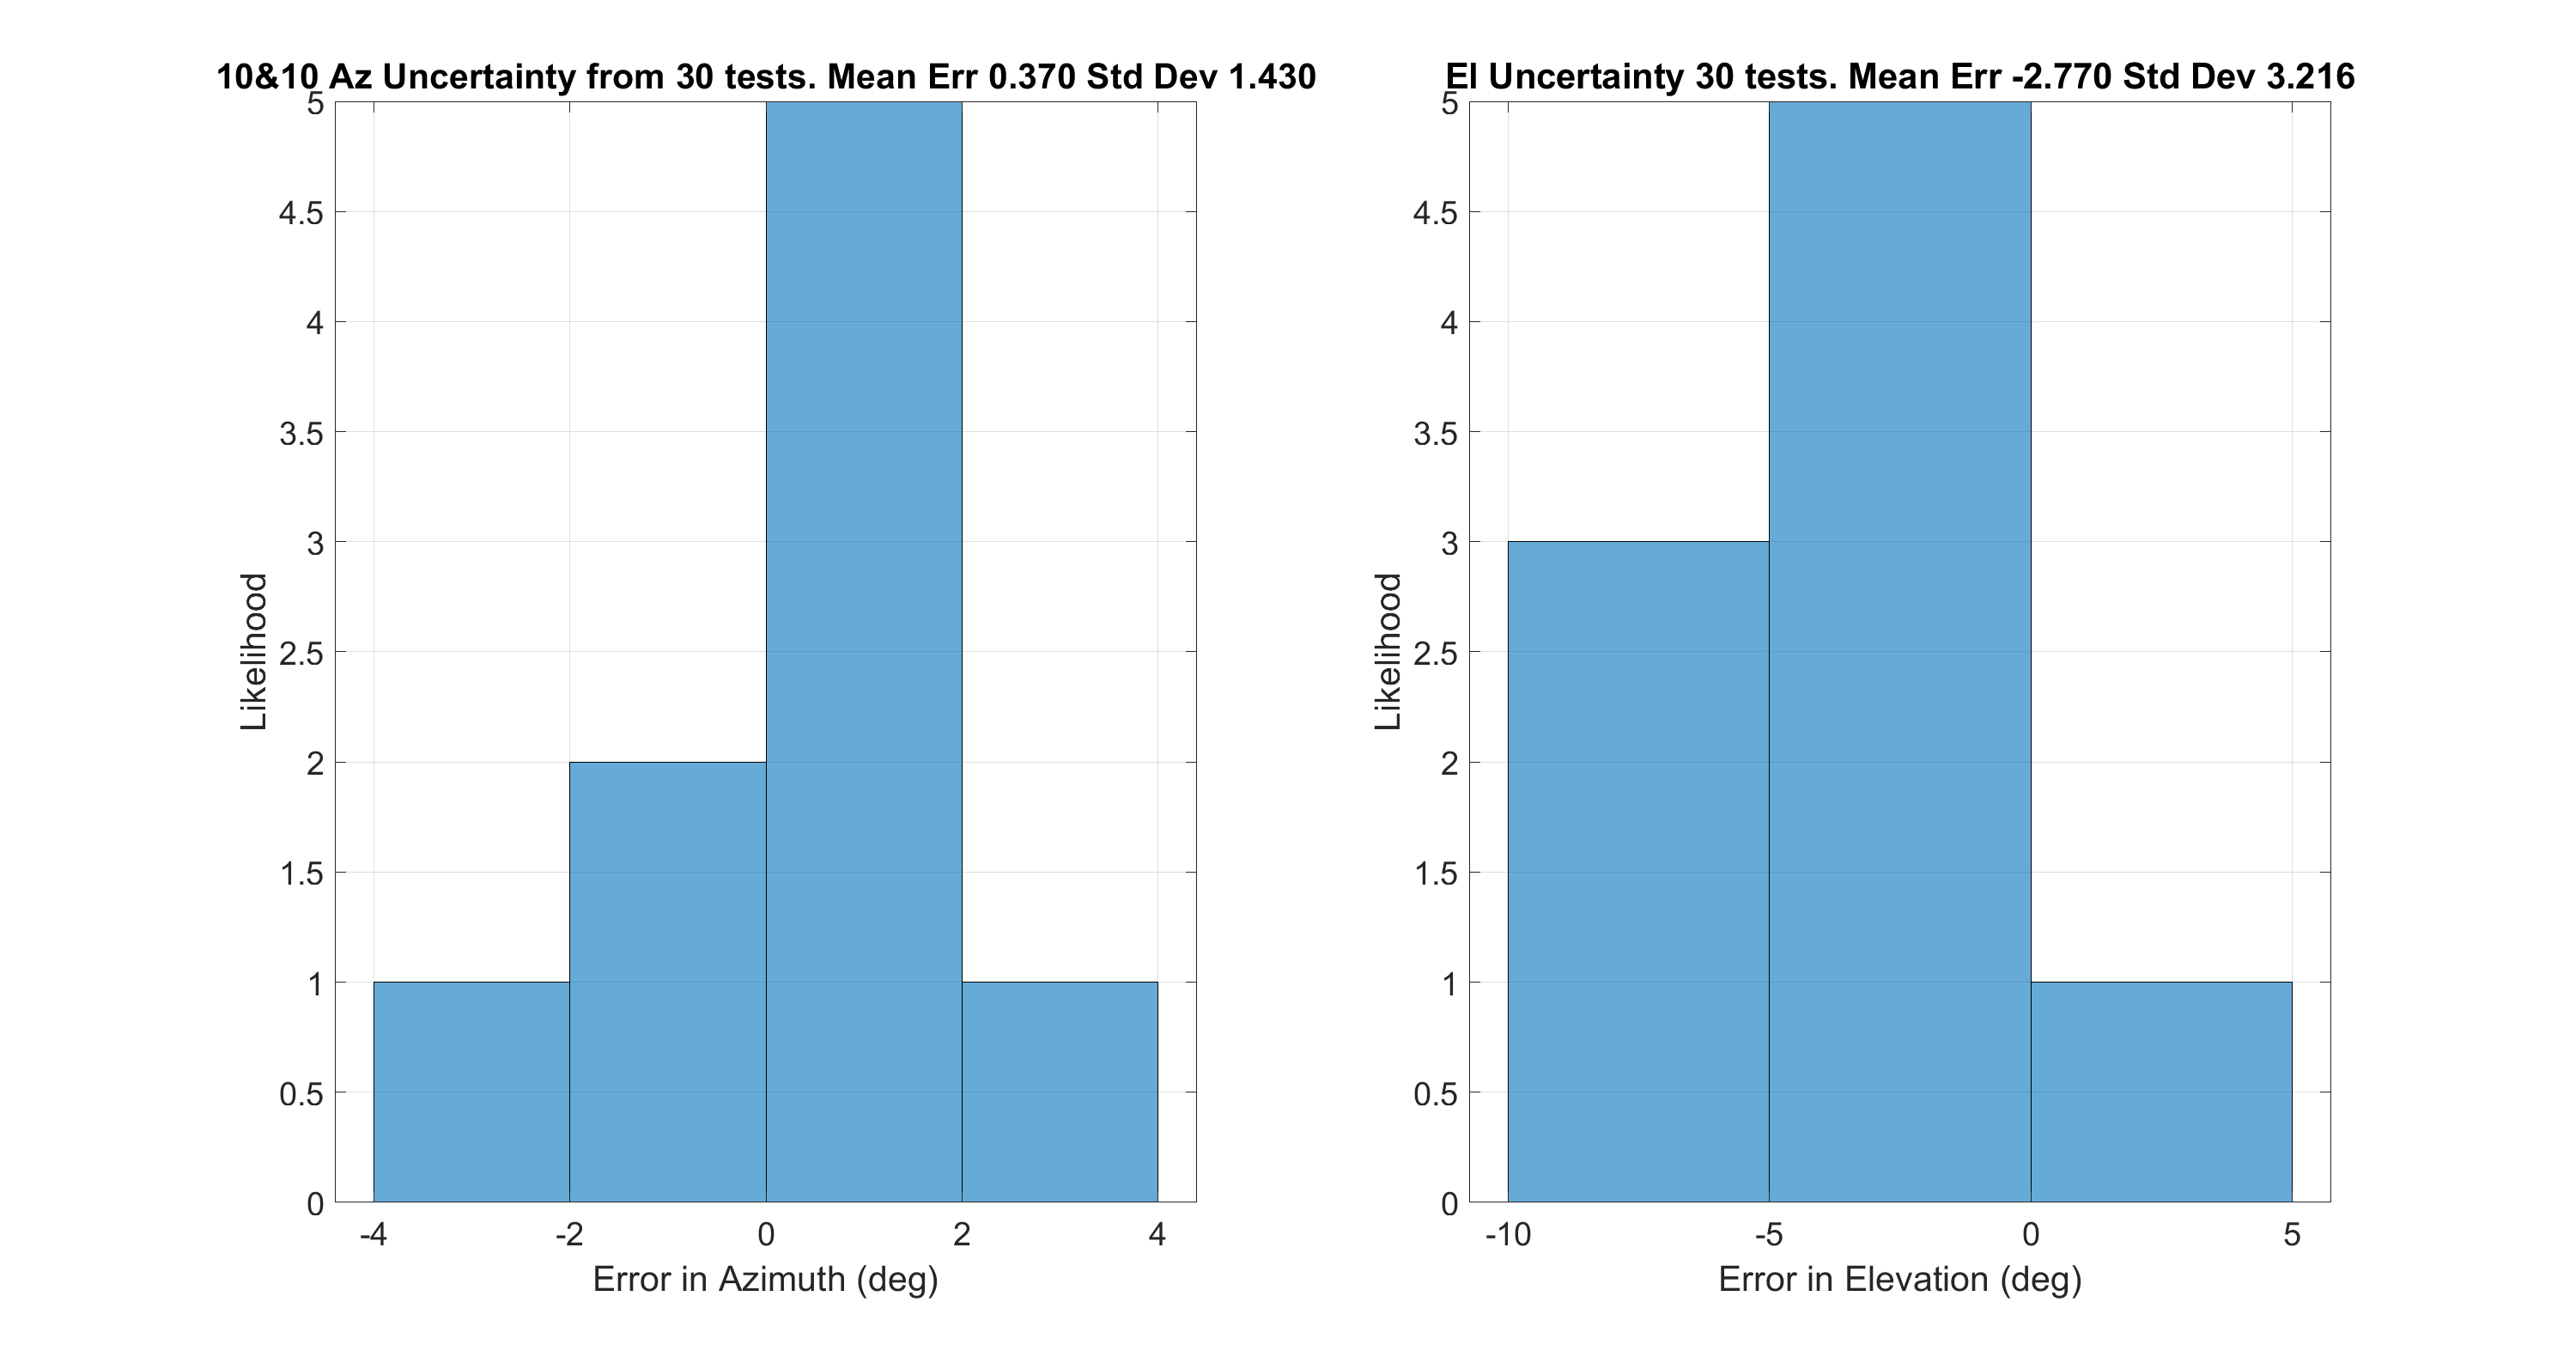 10&10 Az Uncertainty from 30 tests. Mean Err 0.370 Std Dev 1.430
5
4.5
4
3.5
3
2.5
2
1.5
1
0.5
0
Likelihood
-4 -2 0 2 4
Error in Azimuth (deg)
El Uncertainty 30 tests. Mean Err -2.770 Std Dev 3.216
5
4.5
4
3.5
3
2.5
2
1.5
1
0.5
0
Likelihood
-10 -5 0 5
Error in Elevation (deg)